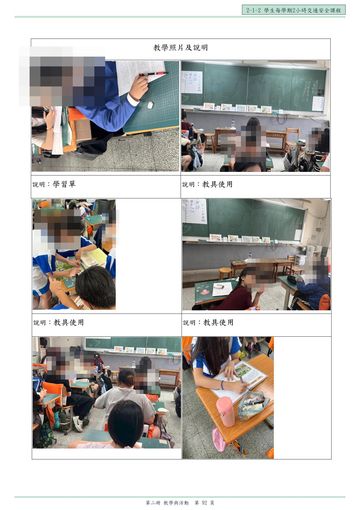 2-1-2 學生每學期2小時交通安全課程
教學照片及說明
說明：學習單
說明：教具使用
說明：教具使用
說明：教具使用
第二冊 教學與活動 第 92 頁